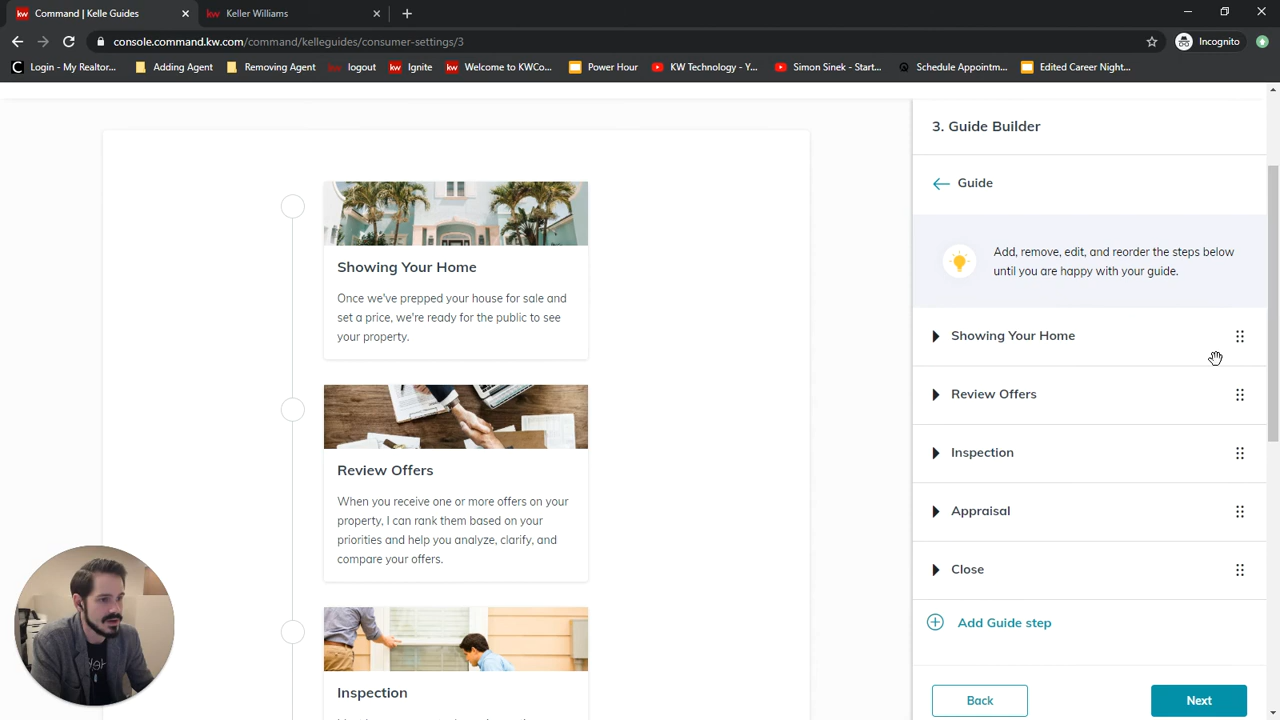 Command | Kelle Guides
Keller Williams
console.command.kw.com/command/kelleguides/consumer-settings/3
Incognito
Login - My Realtor...
Adding Agent
Removing Agent
logout
Ignite
Welcome to KWCo...
Power Hour
KW Technology - Y...
Simon Sinek - Start...
Schedule Appointm...
Edited Career Night...
Showing Your Home
Once we've prepped your house for sale and
set a price, we're ready for the public to see
your property.
Review Offers
When you receive one or more offers on your
property, I can rank them based on your
priorities and help you analyze, clarify, and
compare your offers.
Inspection
3. Guide Builder
Guide
Add, remove, edit, and reorder the steps below
until you are happy with your guide.
Showing Your Home
Review Offers
Inspection
Appraisal
Close
Add Guide step
Back
Next